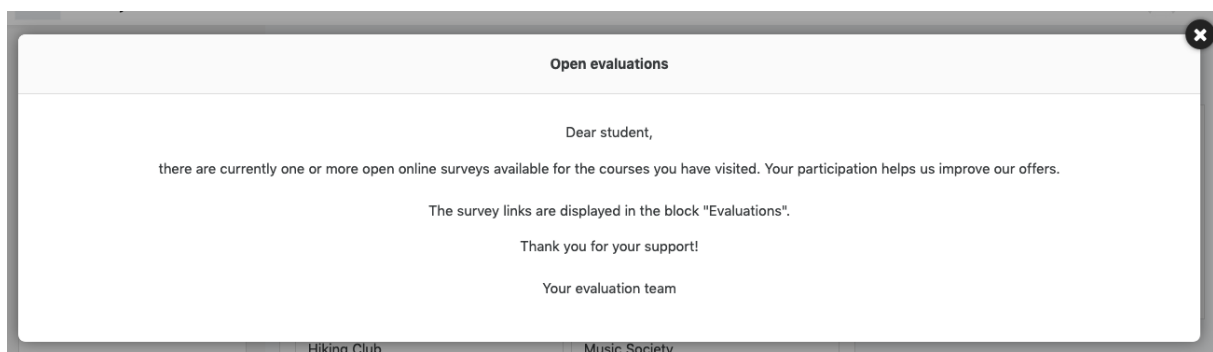 Open evaluations
Dear student,
there are currently one or more open online surveys available for the courses you have visited. Your participation helps us improve our offers.
The survey links are displayed in the block "Evaluations".
Thank you for your support!
Your evaluation team
Hiking Club
Music Society